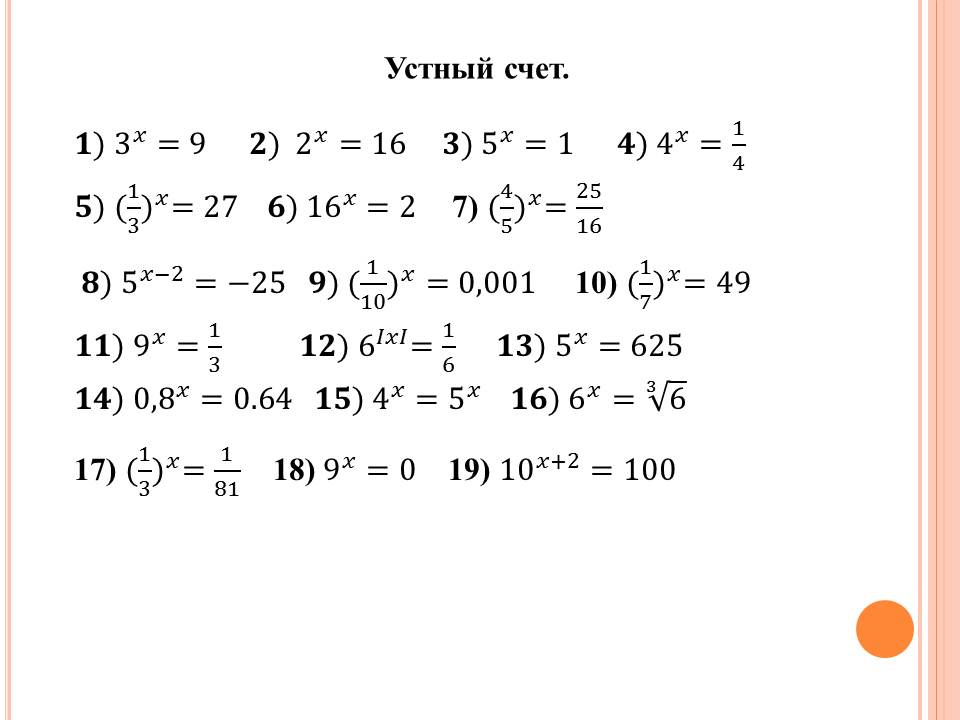 Устный счет.
1) 3^x = 9 2) 2^x = 16 3) 5^x = 1 4) 4^x = 1/4
5) (1/3)^x = 27 6) 16^x = 2 7) (4/5)^x = 25/16
8) 5^(x−2) = −25 9) (1/10)^x = 0,001 10) (1/7)^x = 49
11) 9^x = 1/3 12) 6^(IxI) = 1/6 13) 5^x = 625
14) 0,8^x = 0.64 15) 4^x = 5^x 16) 6^x = ∛6
17) (1/3)^x = 1/81 18) 9^x = 0 19) 10^(x+2) = 100